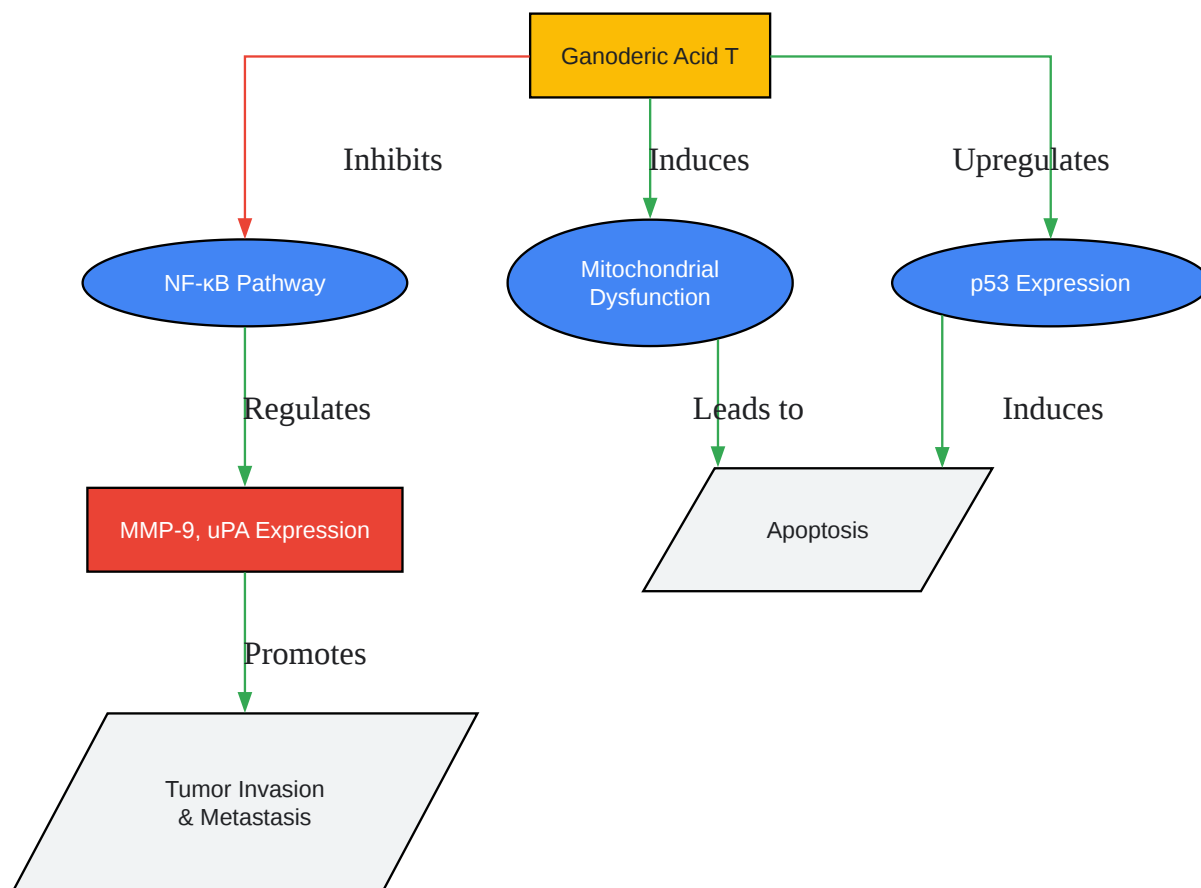 Ganoderic Acid T
Inhibits
Induces
Upregulates
NF-κB Pathway
Mitochondrial
Dysfunction
p53 Expression
Regulates
Leads to
Induces
MMP-9, uPA Expression
Apoptosis
Promotes
Tumor Invasion
& Metastasis